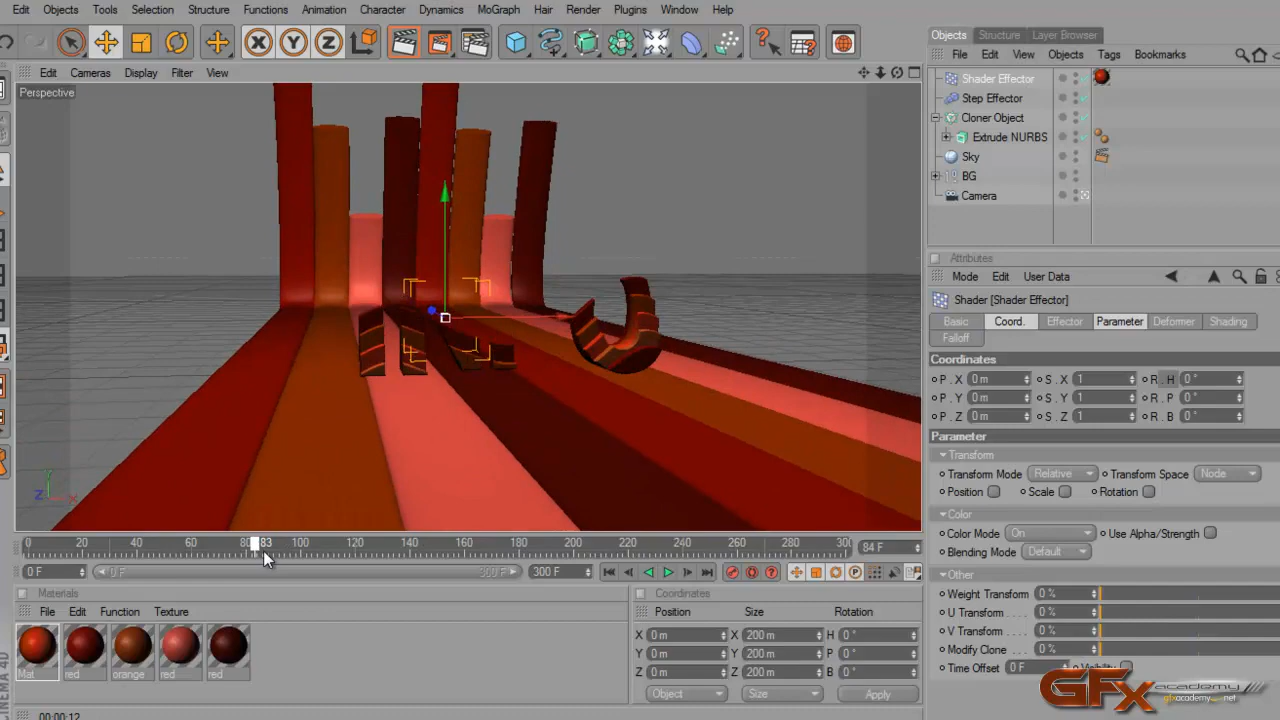 Edit Objects Tools Selection Structure Functions Animation Character Dynamics MoGraph Hair Render Plugins Window Help
Objects Structure Layer Browser
File Edit View Objects Tags Bookmarks
Edit Cameras Display Filter View
Perspective
Shader Effector
Step Effector
Cloner Object
Extrude NURBS
Sky
BG
Camera
Attributes
Mode Edit User Data
Shader [Shader Effector]
Basic Coord. Effector Parameter Deformer Shading
Falloff
Coordinates
P . X 0 m S . X 1 R . H 0 °
P . Y 0 m S . Y 1 R . P 0 °
P . Z 0 m S . Z 1 R . B 0 °
Parameter
Transform
Transform Mode Relative Transform Space Node
Position Scale Rotation
Color
Color Mode On Use Alpha/Strength
Blending Mode Default
Other
Weight Transform 0 %
U Transform 0 %
V Transform 0 %
Modify Clone 0 %
Time Offset 0 F Visibility
Y
Z X
0 20 40 60 80 83 100 120 140 160 180 200 220 240 260 280 300 84 F
0 F 0 F 300 F 300 F
Materials
File Edit Function Texture
Mat red orange red red
Coordinates
Position Size Rotation
X 0 m X 200 m H 0 °
Y 0 m Y 200 m P 0 °
Z 0 m Z 200 m B 0 °
Object Size Apply
CINEMA 4D
00:00:12
GFx academy
gfxacademy.net